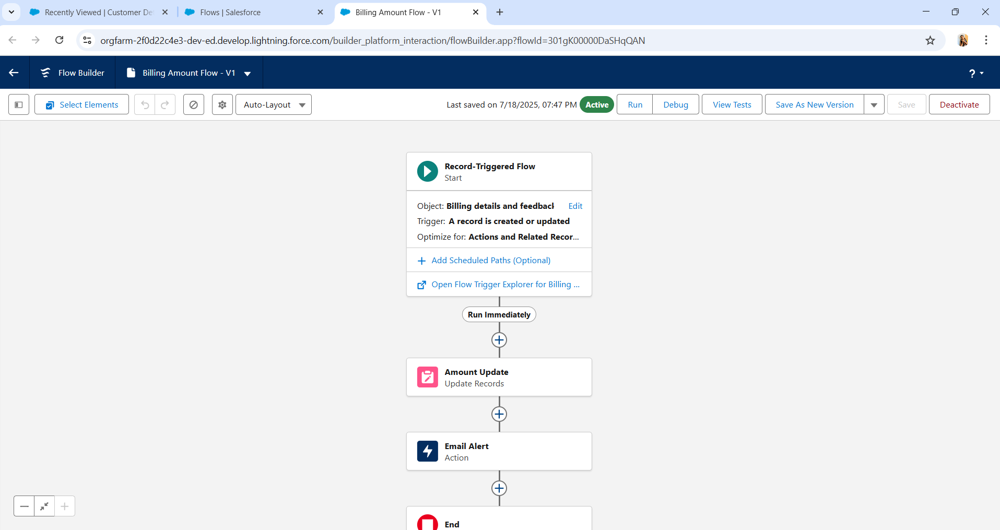 Recently Viewed | Customer De
Flows | Salesforce
Billing Amount Flow - V1
orgfarm-2f0d22c4e3-dev-ed.develop.lightning.force.com/builder_platform_interaction/flowBuilder.app?flowId=301gK00000DaSHqQAN
Flow Builder
Billing Amount Flow - V1
?
Select Elements
Auto-Layout
Last saved on 7/18/2025, 07:47 PM
Active
Run
Debug
View Tests
Save As New Version
Save
Deactivate
Record-Triggered Flow
Start
Object: Billing details and feedback
Edit
Trigger: A record is created or updated
Optimize for: Actions and Related Recor...
Add Scheduled Paths (Optional)
Open Flow Trigger Explorer for Billing ...
Run Immediately
Amount Update
Update Records
Email Alert
Action
End